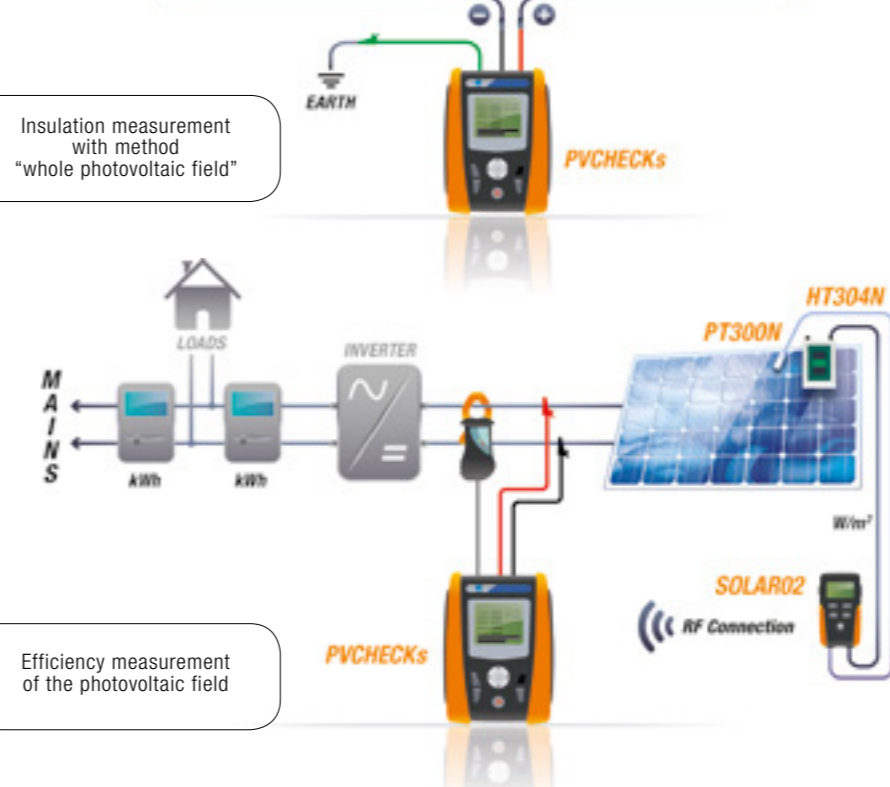 EARTH
Insulation measurement
with method
“whole photovoltaic field”
PVCHECKs
HT304N
PT300N
LOADS
INVERTER
MAINS
kWh
kWh
W/m²
SOLAR02
RF Connection
PVCHECKs
Efficiency measurement
of the photovoltaic field